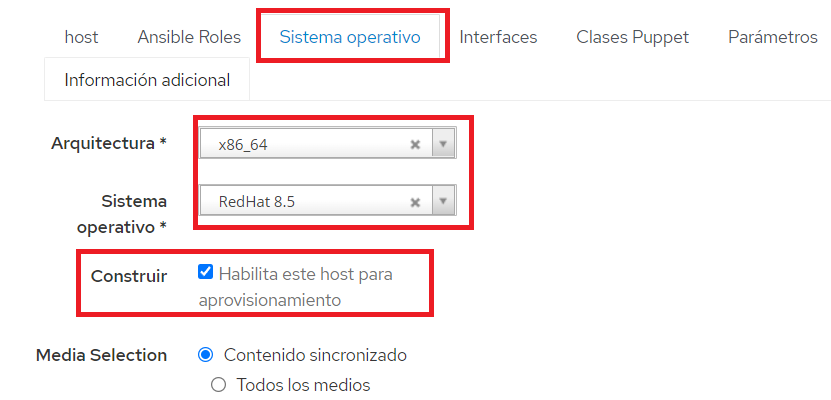 host Ansible Roles Sistema operativo Interfaces Clases Puppet Parámetros
Información adicional
Arquitectura * x86_64
Sistema operativo * RedHat 8.5
Construir Habilita este host para
aprovisionamiento
Media Selection Contenido sincronizado
Todos los medios